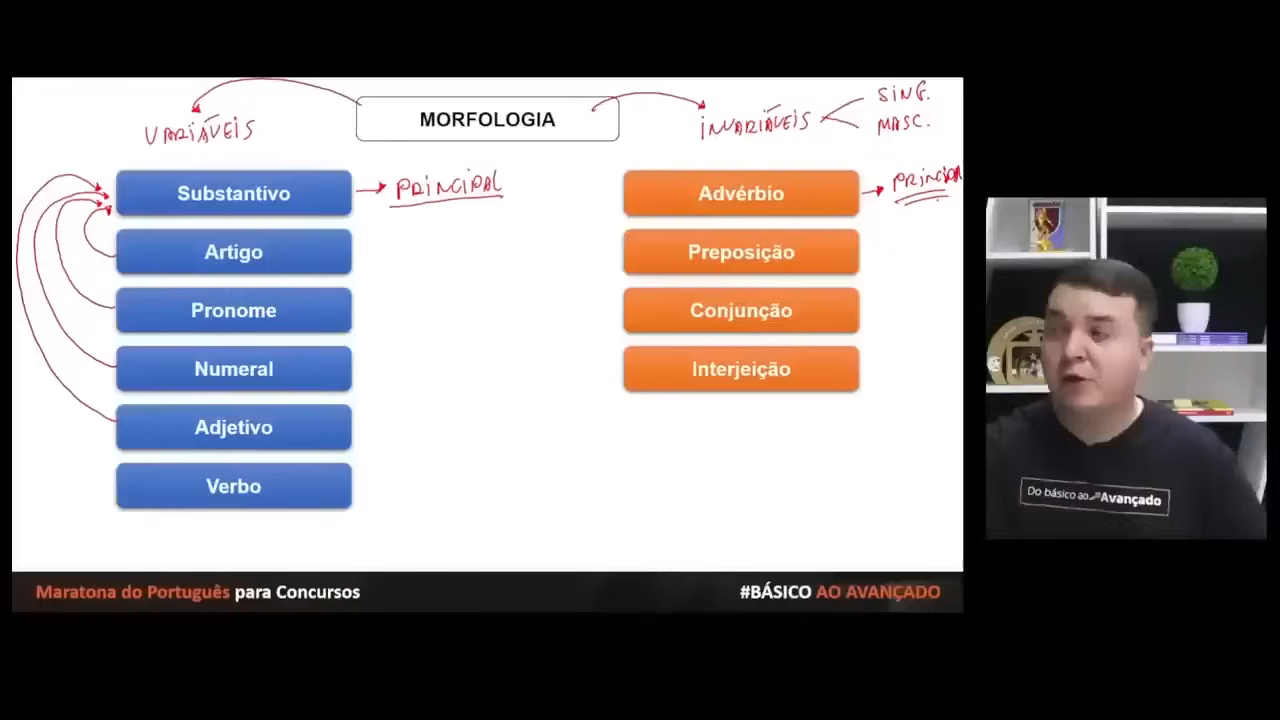 MORFOLOGIA
VARIÁVEIS
INVARIÁVEIS
SING.
MASC.
Substantivo
PRINCIPAL
Artigo
Pronome
Numeral
Adjetivo
Verbo
Advérbio
PRINCIPAL
Preposição
Conjunção
Interjeição
Do básico ao Avançado
Maratona do Português para Concursos
#BÁSICO AO AVANÇADO